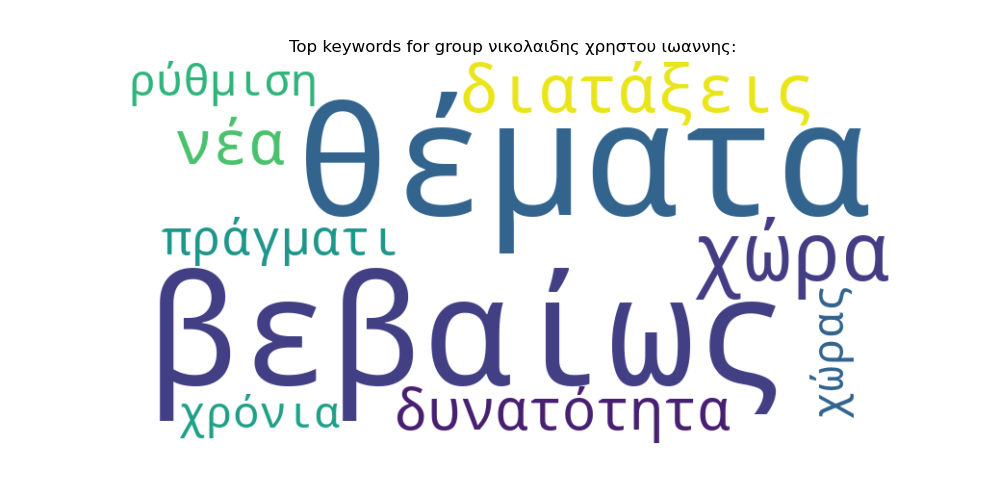 Top keywords for group νικολαιδης χρηστου ιωαννης:
ρύθμιση
διατάξεις
νέα
θέματα
πράγματι
χώρα
βεβαίως
χώρας
χρόνια
δυνατότητα